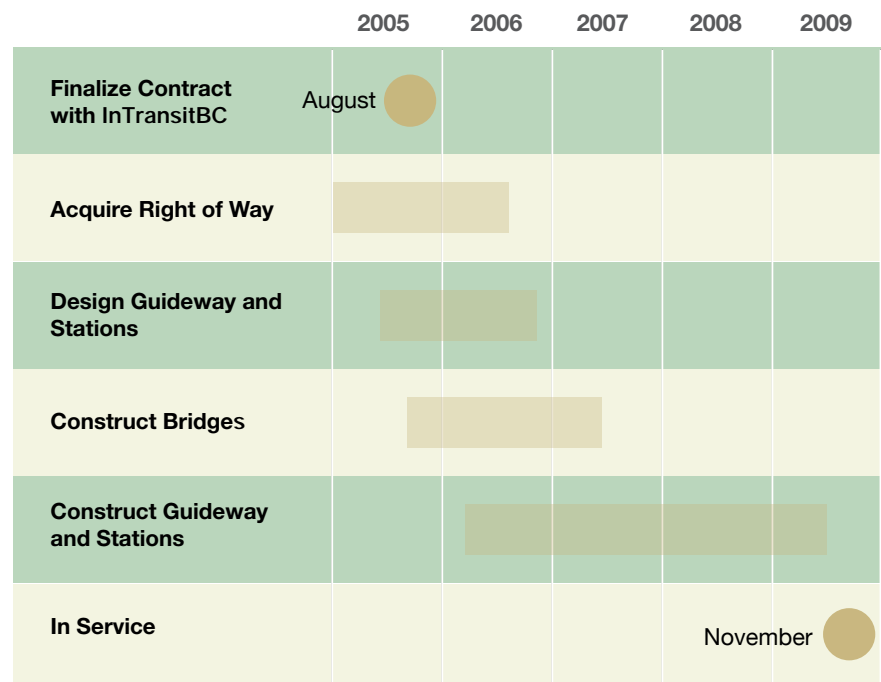 2005 2006 2007 2008 2009
Finalize Contract
with InTransitBC
August
Acquire Right of Way
Design Guideway and
Stations
Construct Bridges
Construct Guideway
and Stations
In Service
November